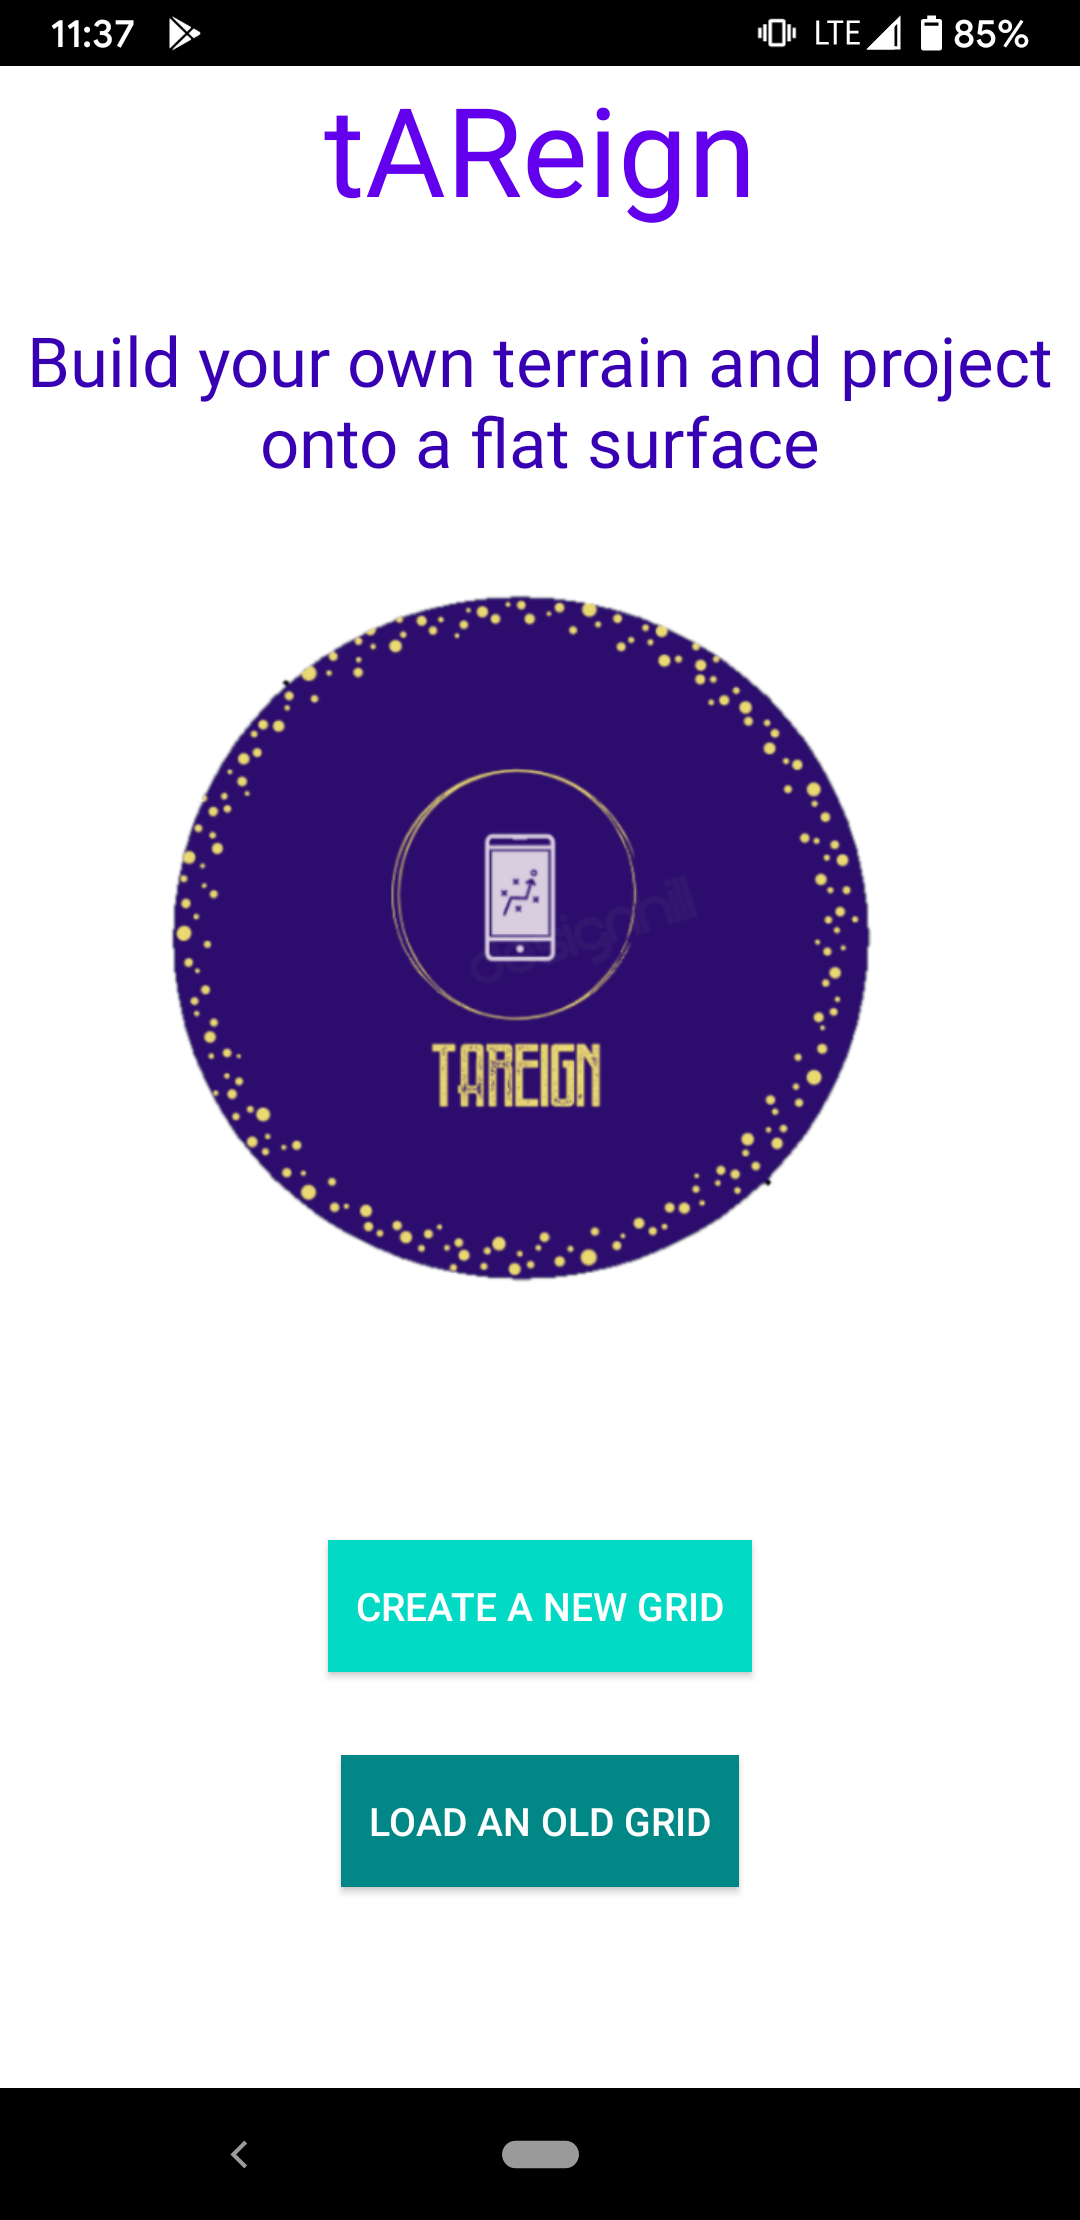 11:37 LTE 85%
tAReign
Build your own terrain and project
onto a flat surface
designhill
TAREIGN
CREATE A NEW GRID
LOAD AN OLD GRID